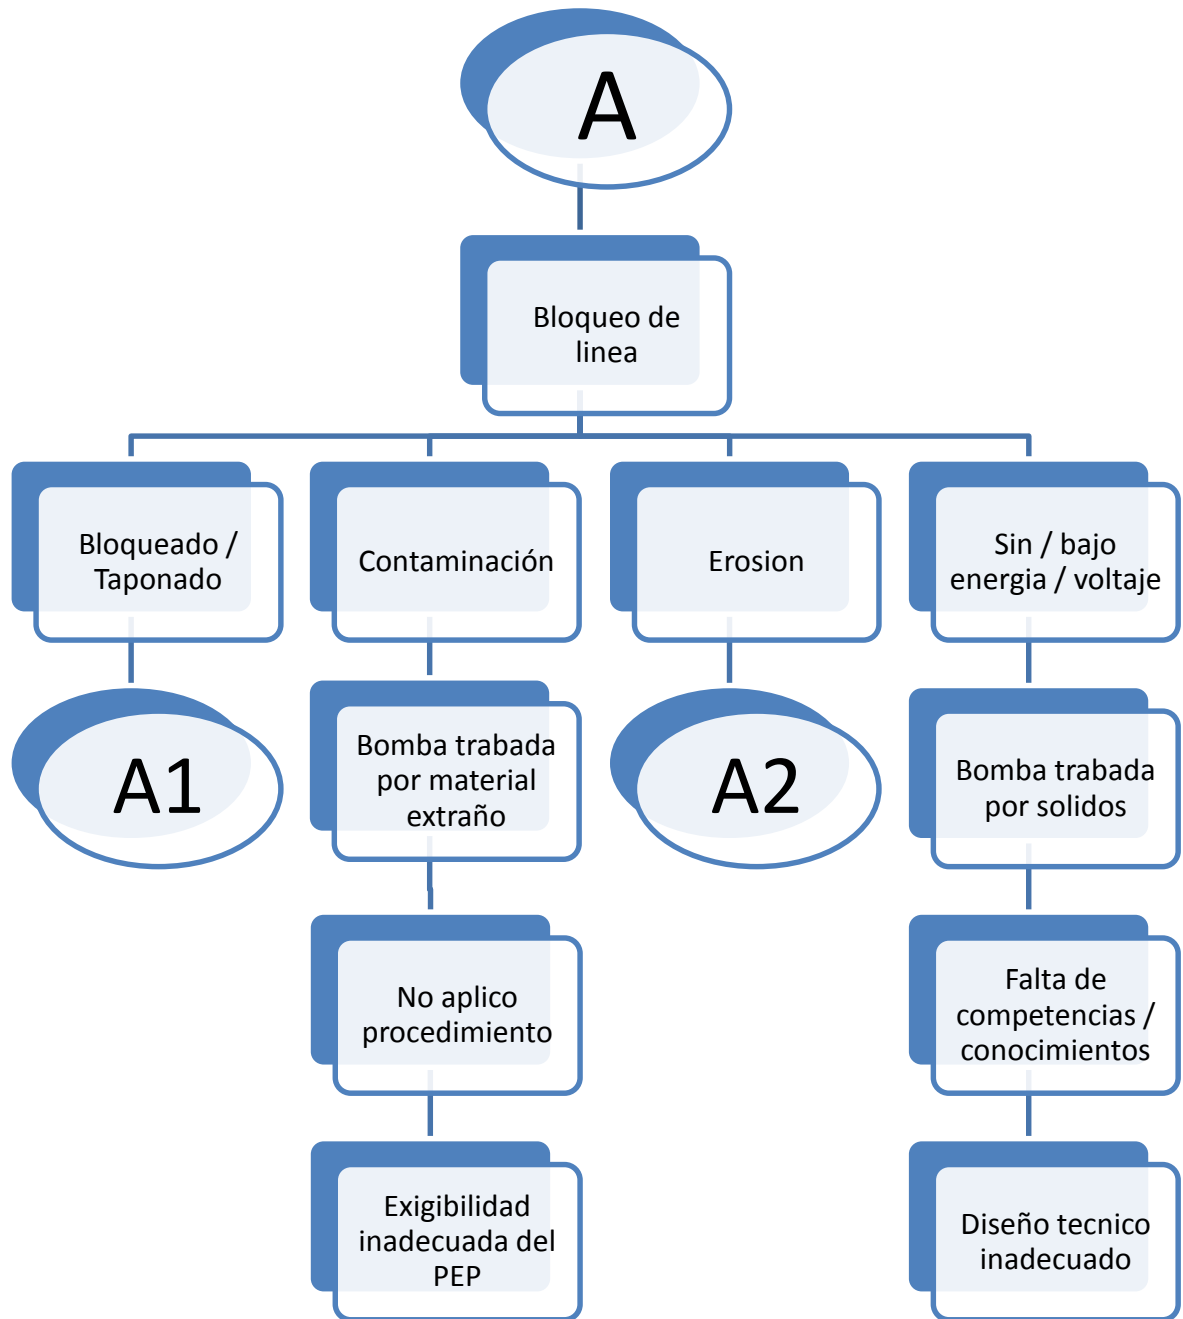 A
Bloqueo de
linea
Bloqueado /
Taponado
Contaminación
Erosion
Sin / bajo
energia / voltaje
A1
Bomba trabada
por material
extraño
A2
Bomba trabada
por solidos
No aplico
procedimiento
Falta de
competencias /
conocimientos
Exigibilidad
inadecuada del
PEP
Diseño tecnico
inadecuado